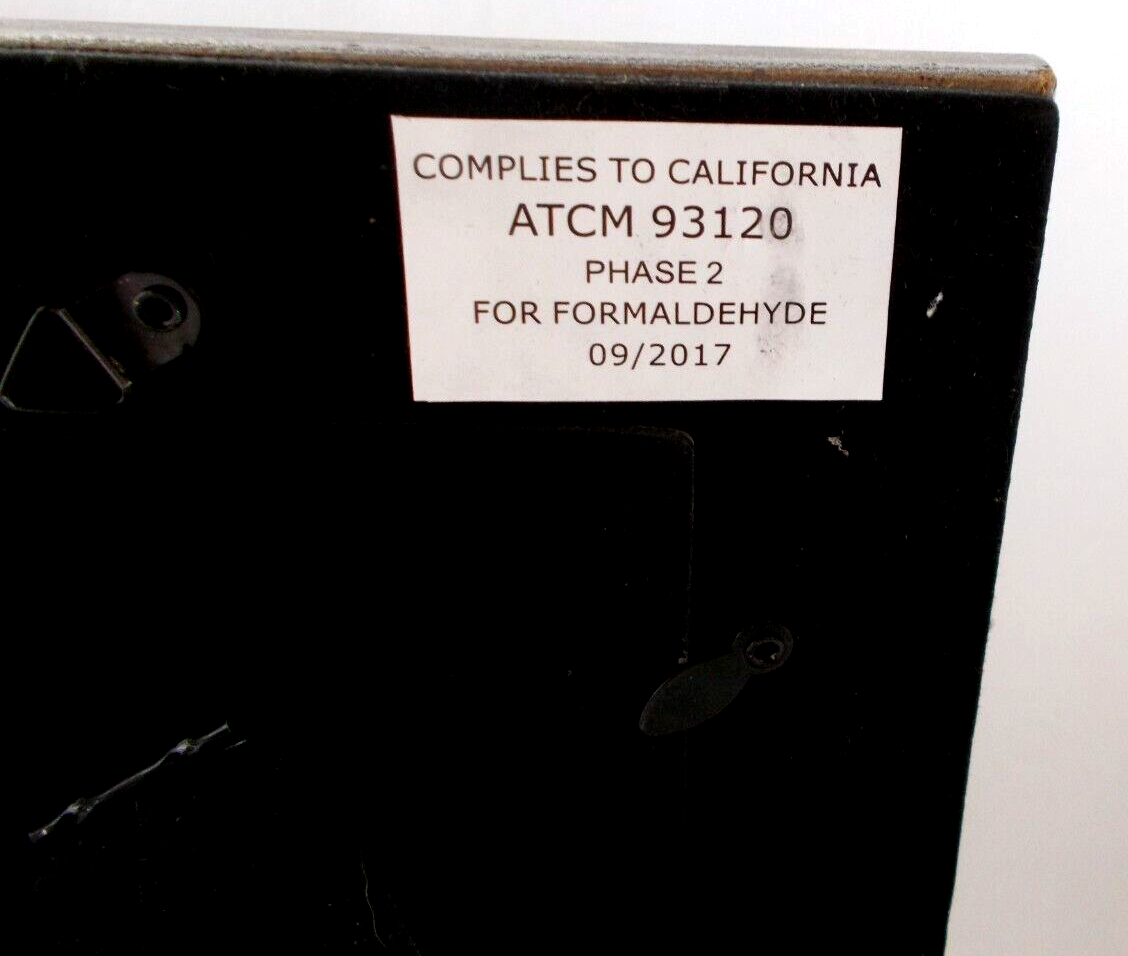 COMPLIES TO CALIFORNIA
ATCM 93120
PHASE 2
FOR FORMALDEHYDE
09/2017